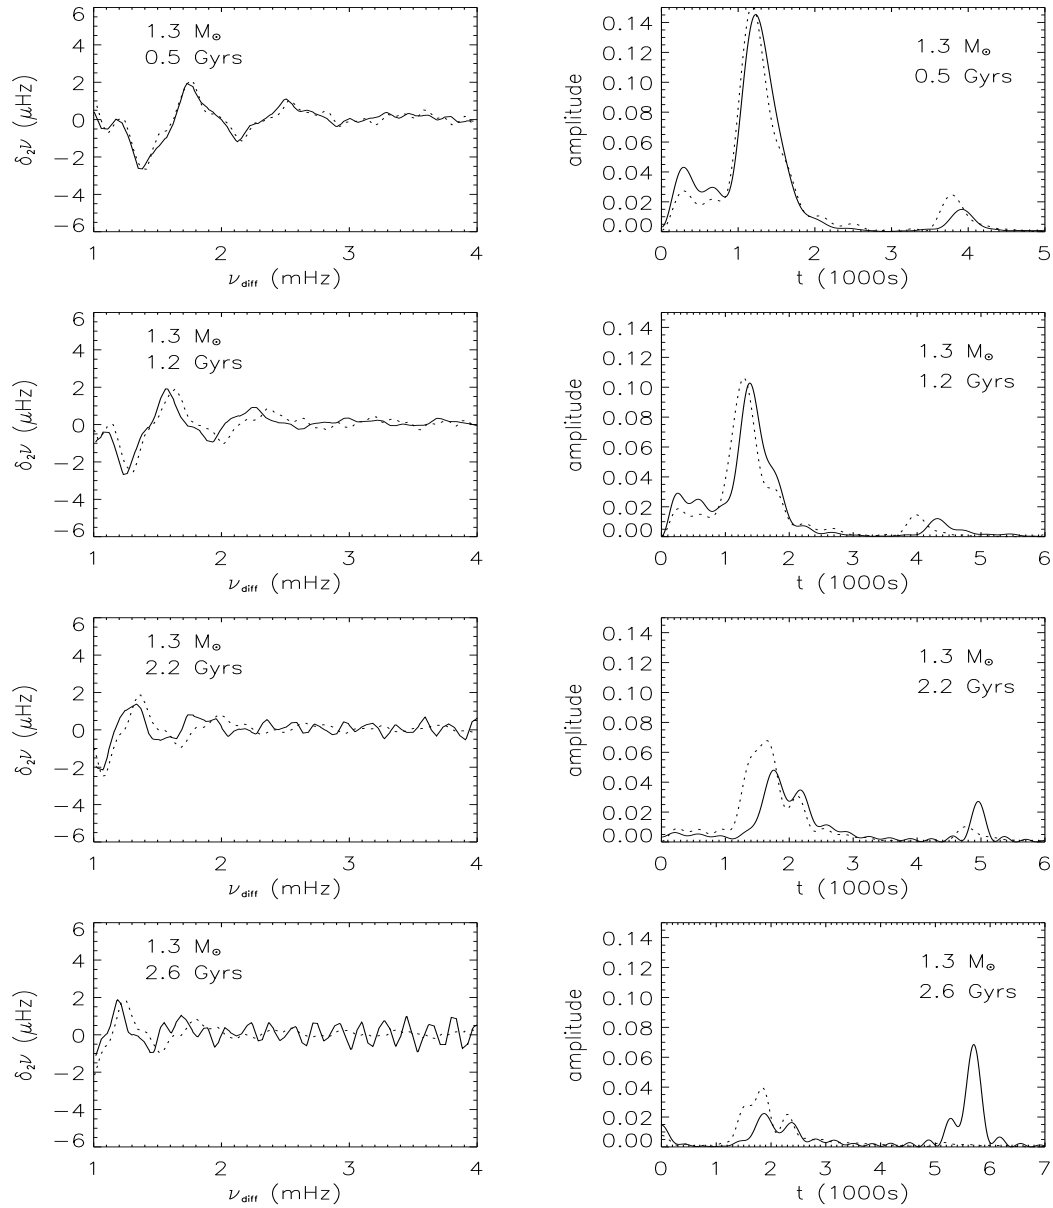 6
4
2
0
−2
−4
−6
δ₂ν (μHz)
1.3 M⊙
0.5 Gyrs
1 2 3 4
ν_diff (mHz)
0.14
0.12
0.10
0.08
0.06
0.04
0.02
0.00
amplitude
1.3 M⊙
0.5 Gyrs
0 1 2 3 4 5
t (1000s)
6
4
2
0
−2
−4
−6
δ₂ν (μHz)
1.3 M⊙
1.2 Gyrs
1 2 3 4
ν_diff (mHz)
0.14
0.12
0.10
0.08
0.06
0.04
0.02
0.00
amplitude
1.3 M⊙
1.2 Gyrs
0 1 2 3 4 5 6
t (1000s)
6
4
2
0
−2
−4
−6
δ₂ν (μHz)
1.3 M⊙
2.2 Gyrs
1 2 3 4
ν_diff (mHz)
0.14
0.12
0.10
0.08
0.06
0.04
0.02
0.00
amplitude
1.3 M⊙
2.2 Gyrs
0 1 2 3 4 5 6
t (1000s)
6
4
2
0
−2
−4
−6
δ₂ν (μHz)
1.3 M⊙
2.6 Gyrs
1 2 3 4
ν_diff (mHz)
0.14
0.12
0.10
0.08
0.06
0.04
0.02
0.00
amplitude
1.3 M⊙
2.6 Gyrs
0 1 2 3 4 5 6 7
t (1000s)